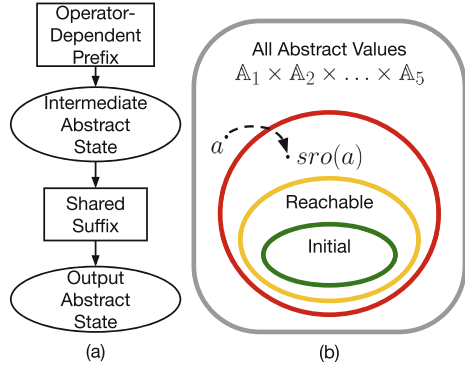 Operator-
Dependent
Prefix
Intermediate
Abstract
State
Shared
Suffix
Output
Abstract
State
(a)
All Abstract Values
𝔸₁ × 𝔸₂ × … × 𝔸₅
a
sro(a)
Reachable
Initial
(b)